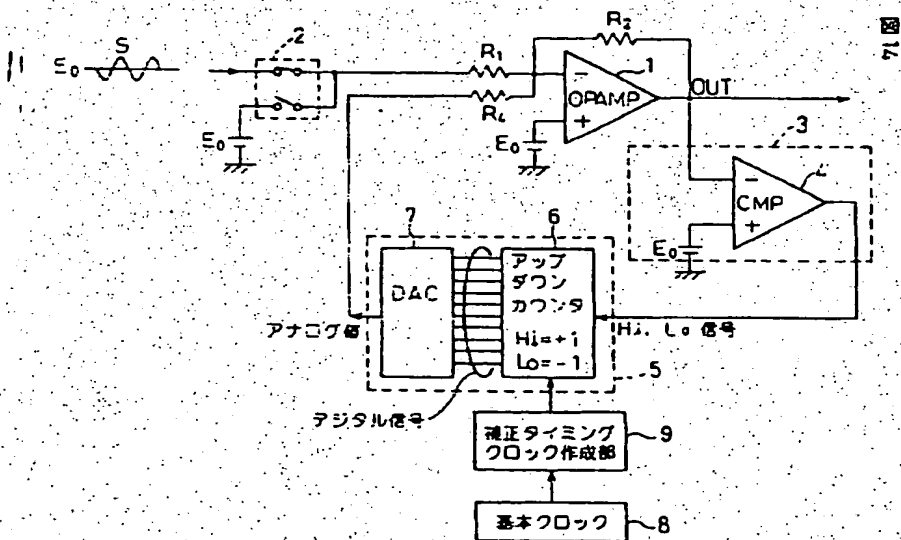 図 14
11
E₀
S
2
R₁
R₂
R₄
1
OPAMP
OUT
E₀
E₀
3
CMP
E₀
7
DAC
6
アップ
ダウン
カウンタ
Hi=+1
Lo=-1
Hi, Lo 信号
アナログ値
5
デジタル信号
補正タイミング
クロック作成部
9
基本クロック
8